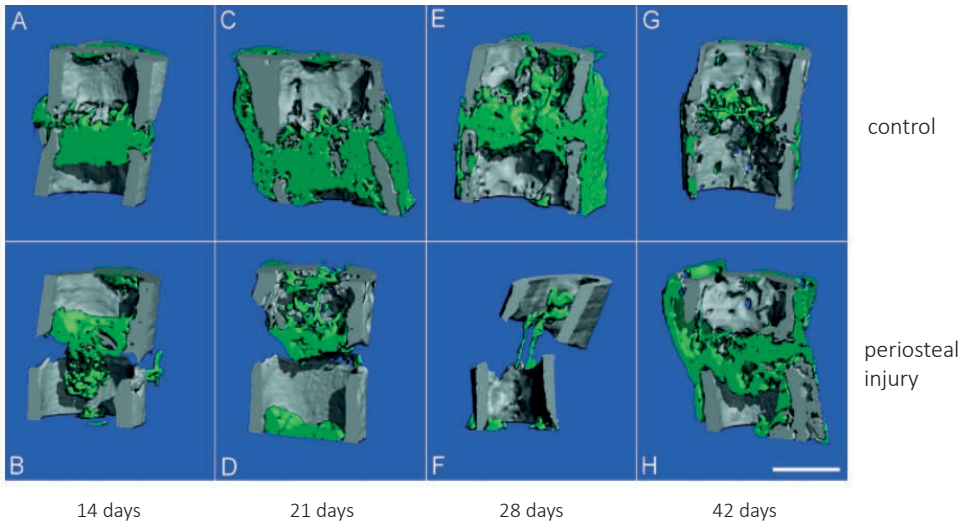 A C E G
control
periosteal
injury
B D F H
14 days 21 days 28 days 42 days